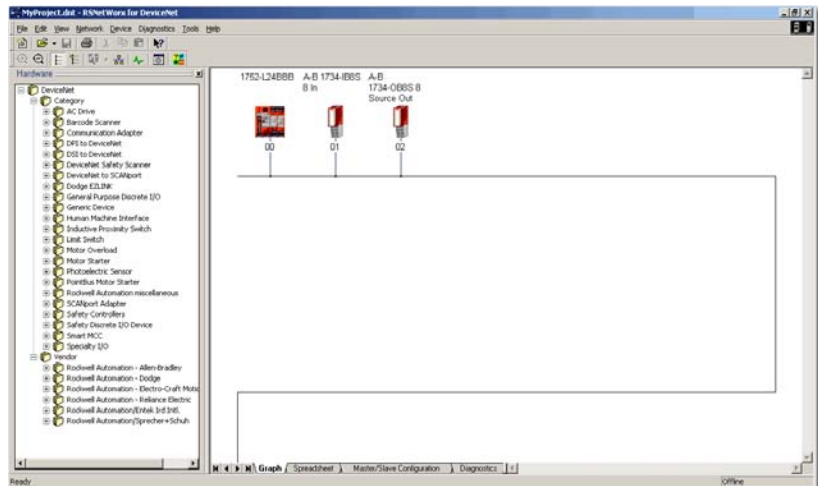 MyProject.dnt - RSNetWorx for DeviceNet
File Edit View Network Device Diagnostics Tools Help
Hardware
DeviceNet
Category
AC Drive
Barcode Scanner
Communication Adapter
DPI to DeviceNet
DSI to DeviceNet
DeviceNet Safety Scanner
DeviceNet to SCANport
Dodge EZLINK
General Purpose Discrete I/O
Generic Device
Human Machine Interface
Inductive Proximity Switch
Limit Switch
Motor Overload
Motor Starter
Photoelectric Sensor
PointBus Motor Starter
Rockwell Automation miscellaneous
SCANport Adapter
Safety Controllers
Safety Discrete I/O Device
Smart MCC
Specialty I/O
Vendor
Rockwell Automation - Allen-Bradley
Rockwell Automation - Dodge
Rockwell Automation - Electro-Craft Motio
Rockwell Automation - Reliance Electric
Rockwell Automation/Entek Ird Intl.
Rockwell Automation/Sprecher+Schuh
1752-L24BBB
A-B 1734-IB8S
8 In
A-B
1734-OB8S 8
Source Out
00
01
02
Graph
Spreadsheet
Master/Slave Configuration
Diagnostics
Ready
Offline